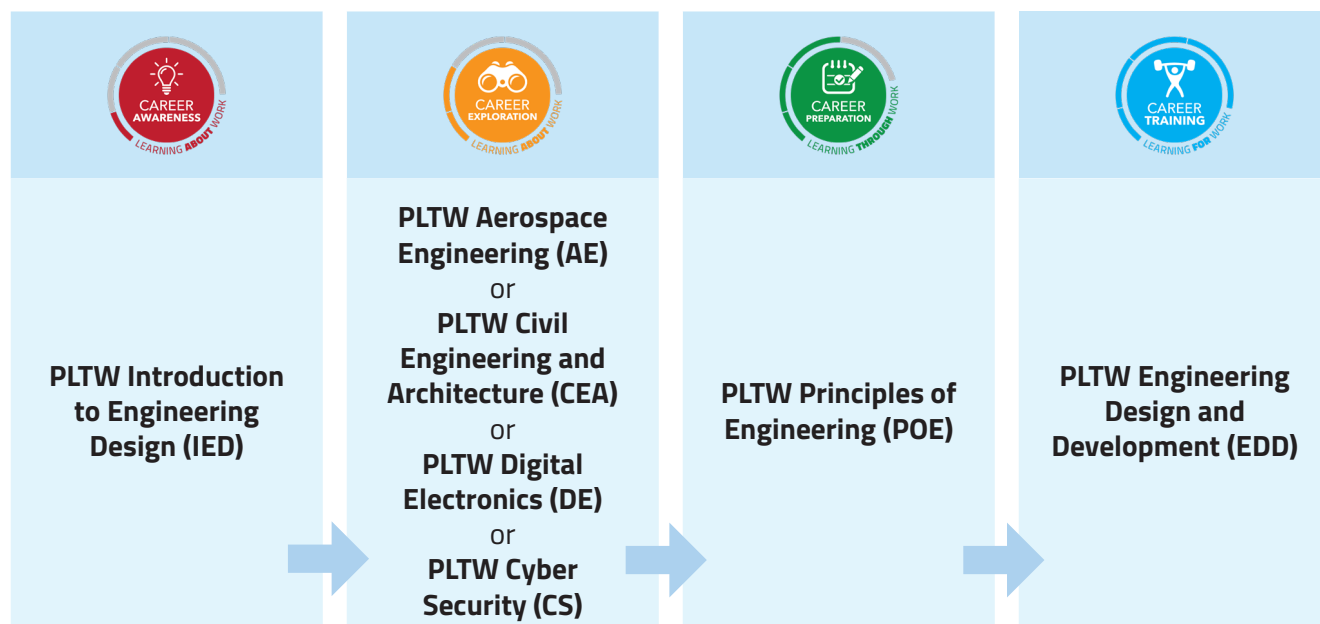 CAREER
AWARENESS
LEARNING ABOUT WORK
CAREER
EXPLORATION
LEARNING ABOUT WORK
CAREER
PREPARATION
LEARNING THROUGH WORK
CAREER
TRAINING
LEARNING FOR WORK
PLTW Introduction
to Engineering
Design (IED)
PLTW Aerospace
Engineering (AE)
or
PLTW Civil
Engineering and
Architecture (CEA)
or
PLTW Digital
Electronics (DE)
or
PLTW Cyber
Security (CS)
PLTW Principles of
Engineering (POE)
PLTW Engineering
Design and
Development (EDD)